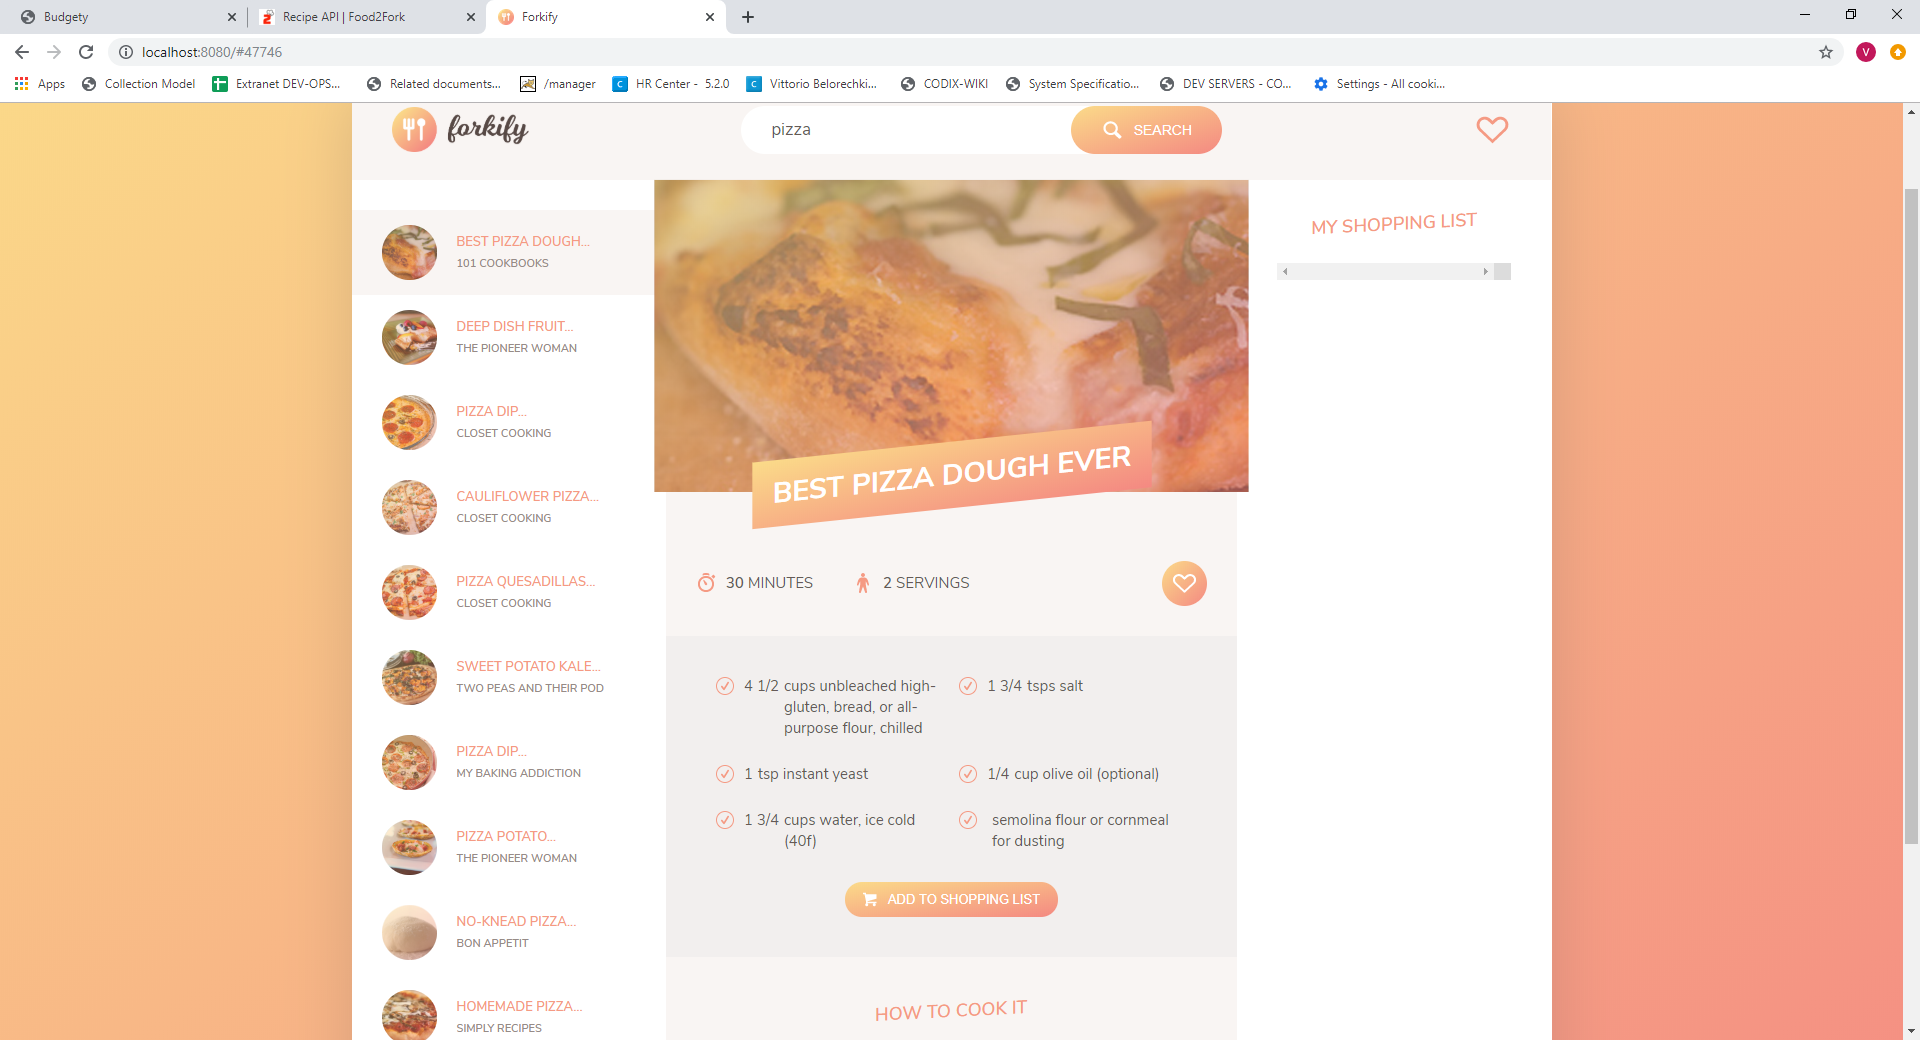 Budgety
Recipe API | Food2Fork
Forkify
localhost:8080/#47746
V
Apps
Collection Model
Extranet DEV-OPS...
Related documents...
/manager
HR Center - 5.2.0
Vittorio Belorechki...
CODIX-WIKI
System Specificatio...
DEV SERVERS - CO...
Settings - All cooki...
forkify
pizza
SEARCH
BEST PIZZA DOUGH...
101 COOKBOOKS
DEEP DISH FRUIT...
THE PIONEER WOMAN
PIZZA DIP...
CLOSET COOKING
CAULIFLOWER PIZZA...
CLOSET COOKING
PIZZA QUESADILLAS...
CLOSET COOKING
SWEET POTATO KALE...
TWO PEAS AND THEIR POD
PIZZA DIP...
MY BAKING ADDICTION
PIZZA POTATO...
THE PIONEER WOMAN
NO-KNEAD PIZZA...
BON APPETIT
HOMEMADE PIZZA...
SIMPLY RECIPES
BEST PIZZA DOUGH EVER
30 MINUTES
2 SERVINGS
4 1/2 cups unbleached high-
gluten, bread, or all-
purpose flour, chilled
1 3/4 tsps salt
1 tsp instant yeast
1/4 cup olive oil (optional)
1 3/4 cups water, ice cold
(40f)
semolina flour or cornmeal
for dusting
ADD TO SHOPPING LIST
HOW TO COOK IT
MY SHOPPING LIST